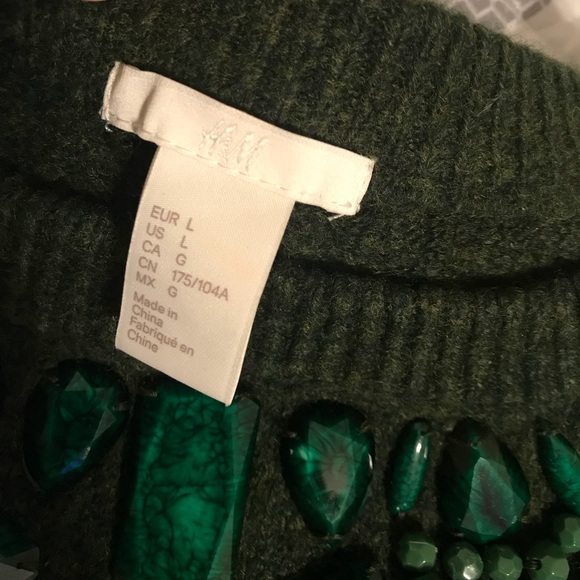 H&M
EUR L
US L
CA G
CN 175/104A
MX G
Made in
China
Fabriqué en
Chine